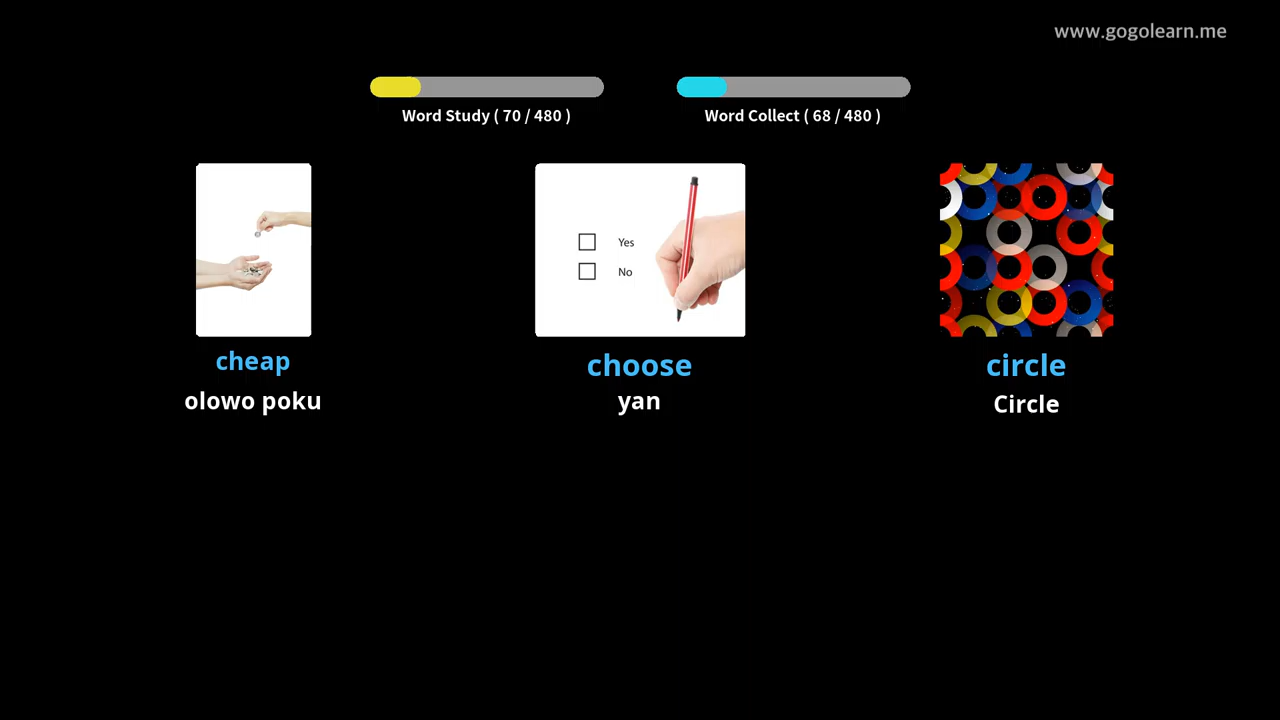 www.gogolearn.me
Word Study ( 70 / 480 )
Word Collect ( 68 / 480 )
Yes
No
cheap
olowo poku
choose
yan
circle
Circle